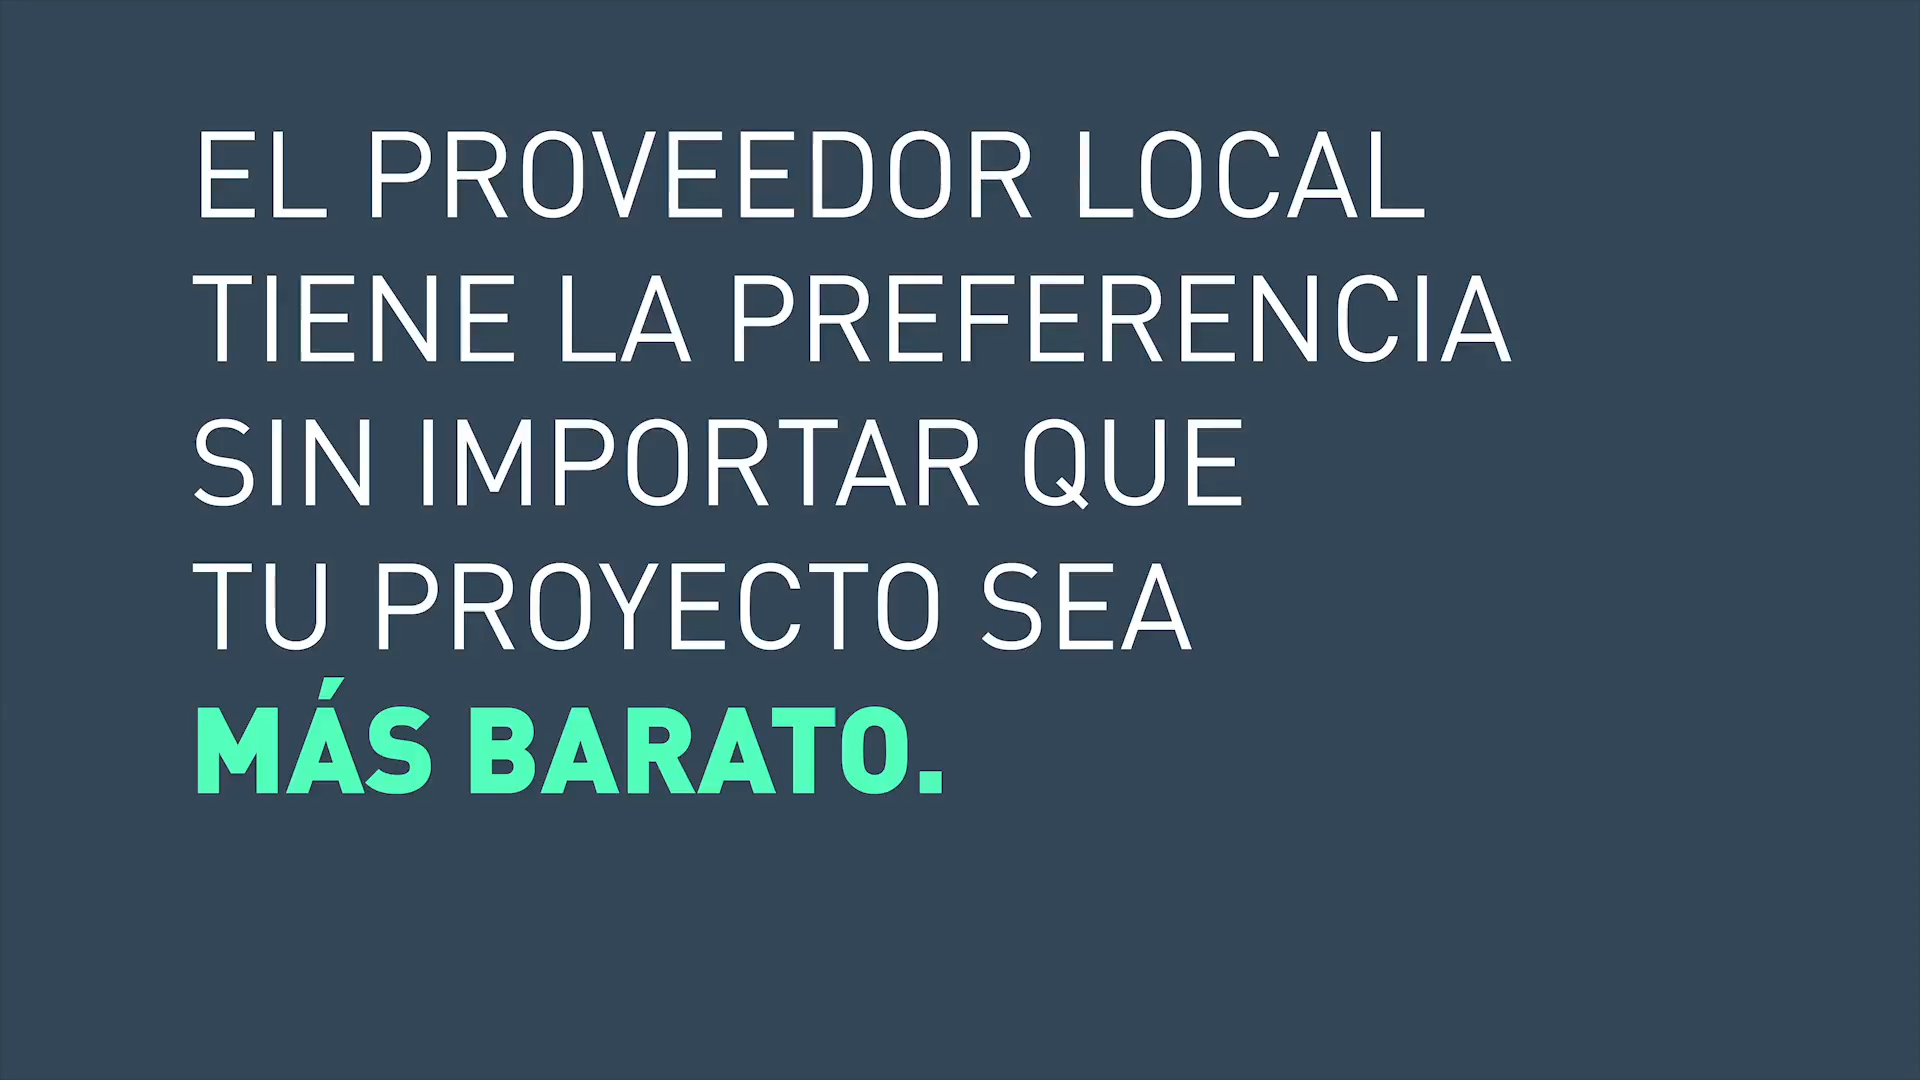 EL PROVEEDOR LOCAL
TIENE LA PREFERENCIA
SIN IMPORTAR QUE
TU PROYECTO SEA
MÁS BARATO.